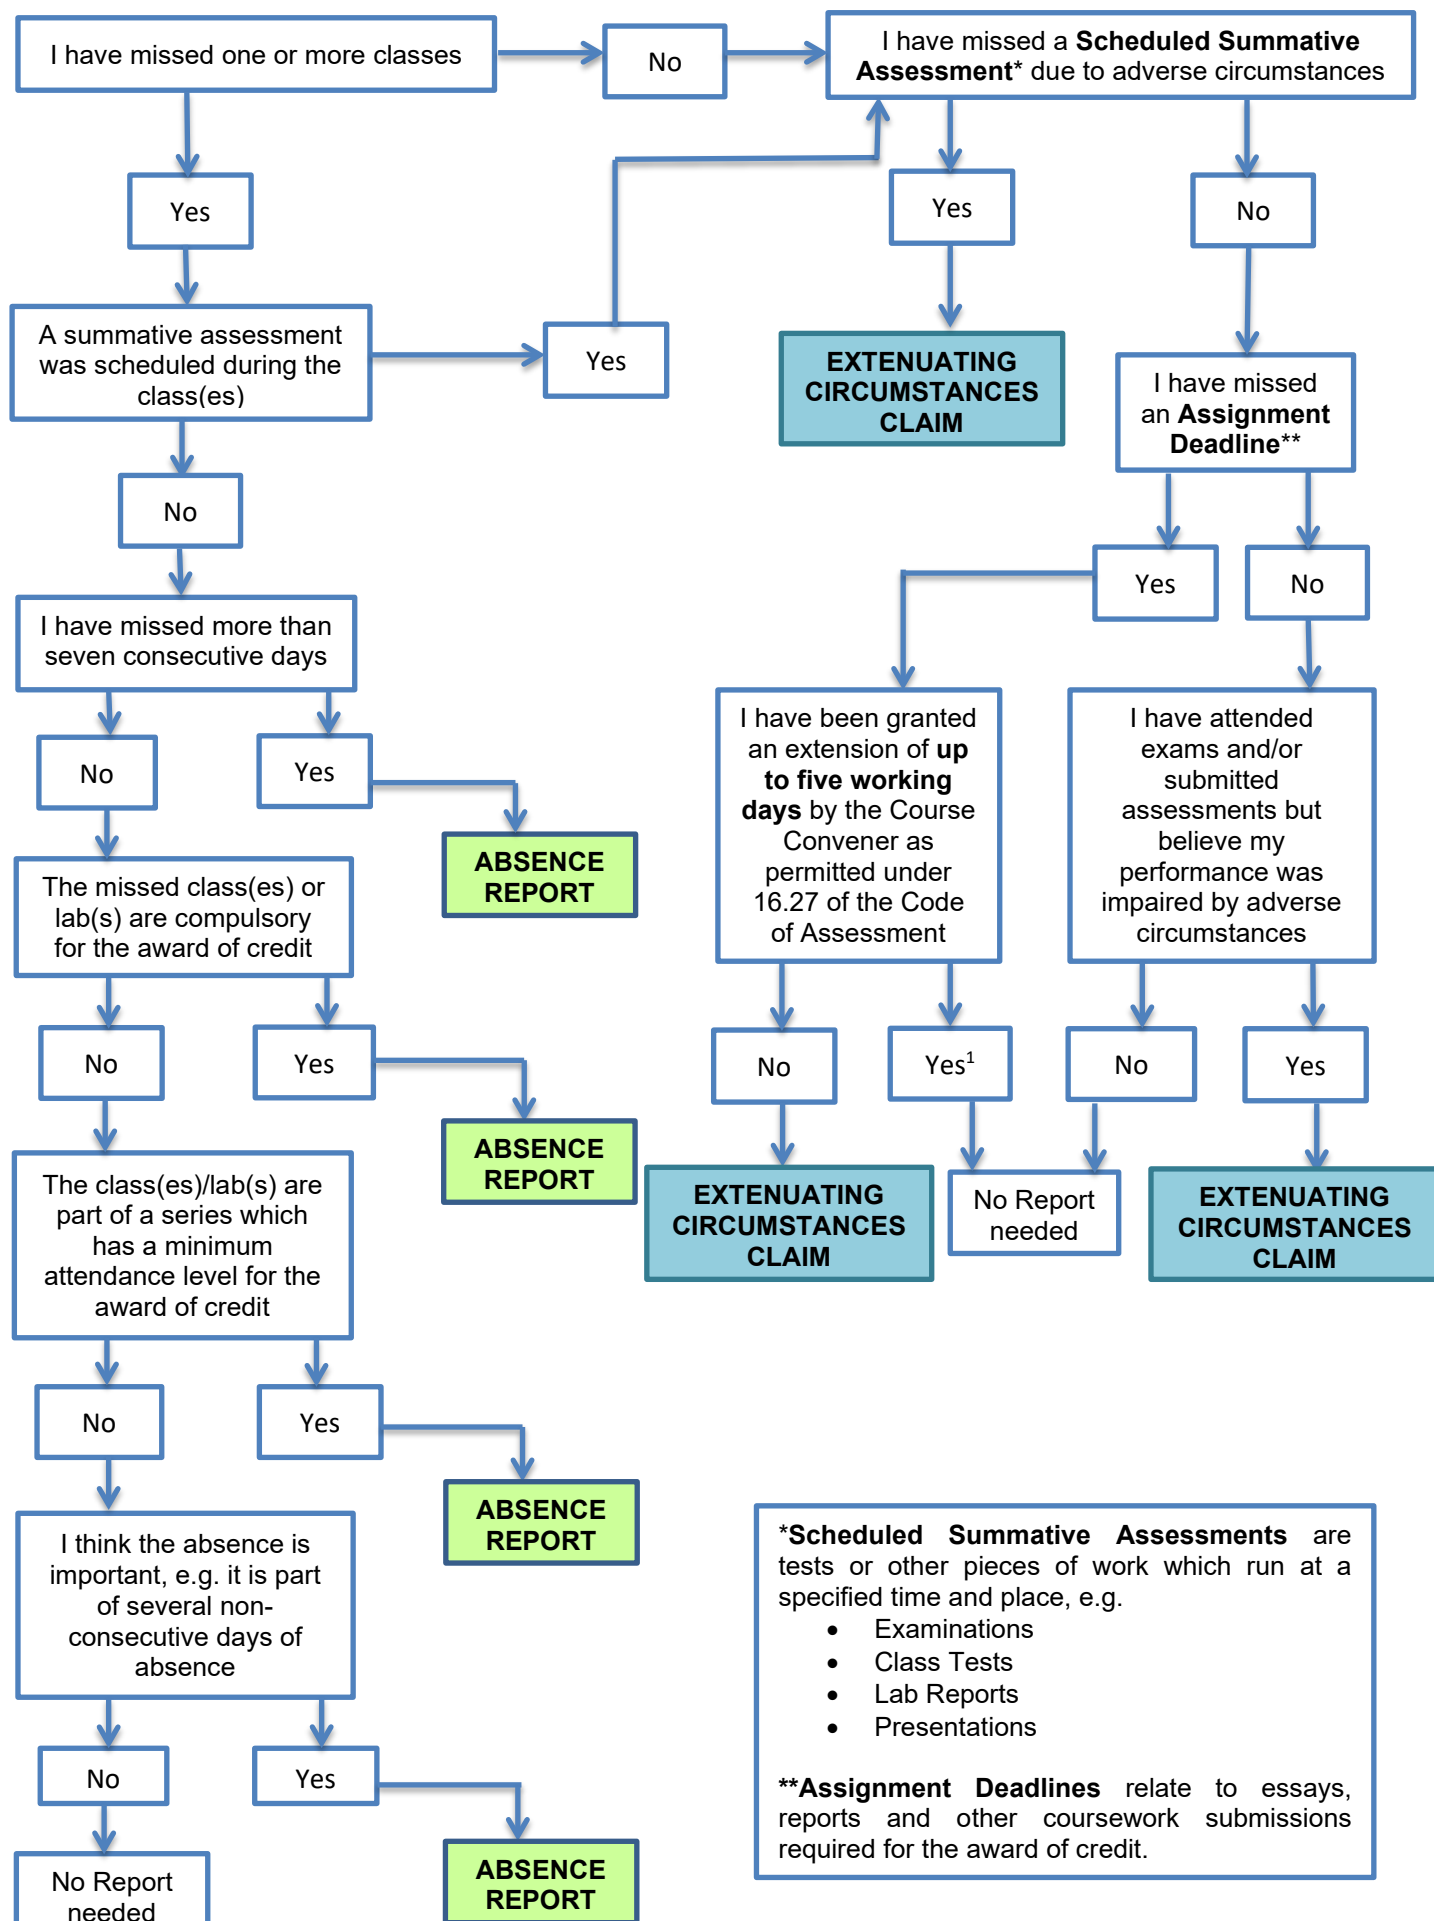 I have missed one or more classes
No
I have missed a Scheduled Summative
Assessment* due to adverse circumstances
Yes
Yes
No
A summative assessment
was scheduled during the
class(es)
Yes
EXTENUATING
CIRCUMSTANCES
CLAIM
I have missed
an Assignment
Deadline**
No
Yes
No
I have missed more than
seven consecutive days
No
Yes
I have been granted
an extension of up
to five working
days by the Course
Convener as
permitted under
16.27 of the Code
of Assessment
I have attended
exams and/or
submitted
assessments but
believe my
performance was
impaired by adverse
circumstances
ABSENCE
REPORT
The missed class(es) or
lab(s) are compulsory
for the award of credit
No
Yes
No
Yes¹
No
Yes
ABSENCE
REPORT
The class(es)/lab(s) are
part of a series which
has a minimum
attendance level for the
award of credit
EXTENUATING
CIRCUMSTANCES
CLAIM
No Report
needed
EXTENUATING
CIRCUMSTANCES
CLAIM
No
Yes
ABSENCE
REPORT
I think the absence is
important, e.g. it is part
of several non-
consecutive days of
absence
No
Yes
ABSENCE
REPORT
No Report
needed
*Scheduled Summative Assessments are
tests or other pieces of work which run at a
specified time and place, e.g.
• Examinations
• Class Tests
• Lab Reports
• Presentations
**Assignment Deadlines relate to essays,
reports and other coursework submissions
required for the award of credit.